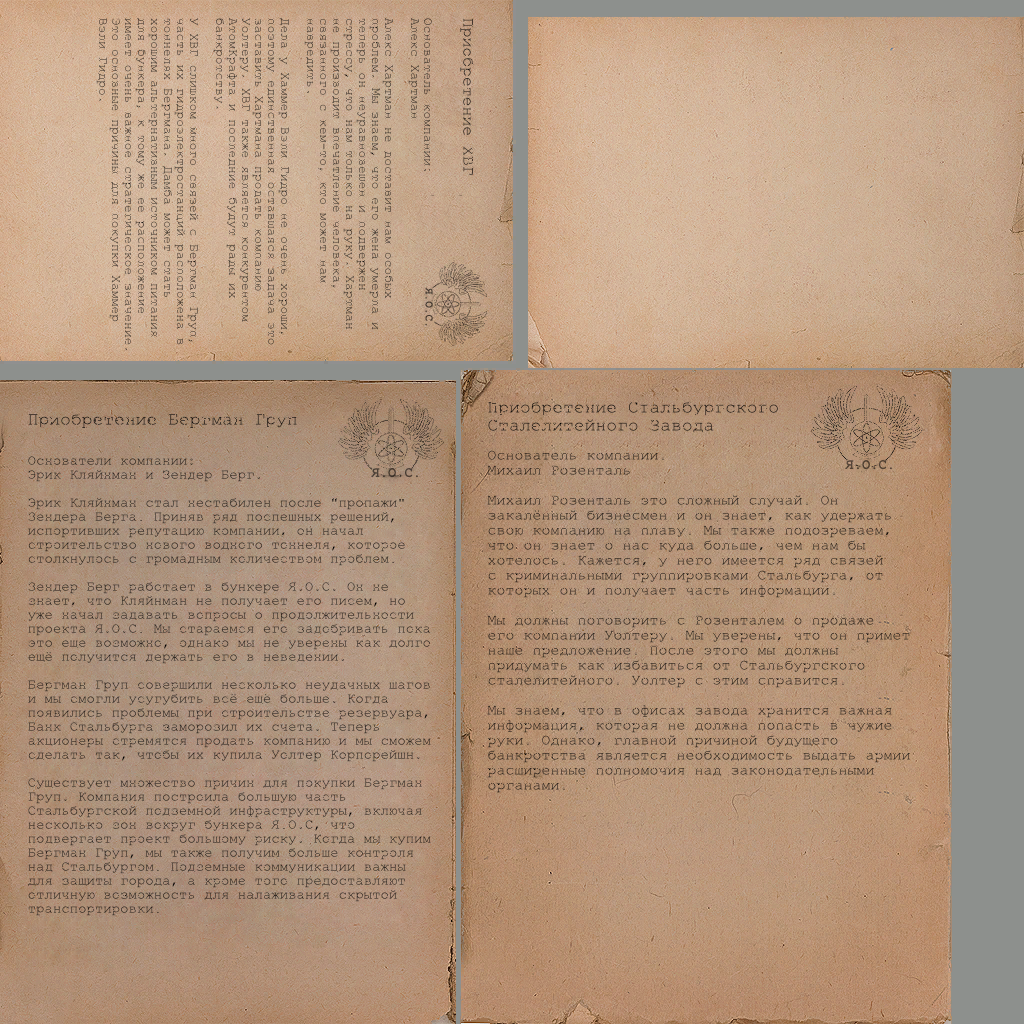 Приобретение ХВГ
Основатель компании:
Алекс Хартман
Алекс Хартман не доставит нам особых
проблем. Мы знаем, что его жена умерла и
теперь он неуравновешен и подвержен
стрессу, что нам только на руку. Хартман
не производит впечатление человека,
связанного с кем-то, кто может нам
навредить.
Дела у Хаммер Вэли Гидро не очень хороши,
поэтому единственная оставшаяся задача это
заставить Хартмана продать компанию
Уолтеру. ХВГ также является конкурентом
АтомКрафта и последние будут рады их
банкротству.
У ХВГ слишком много связей с Бергман Груп,
часть их гидроэлектростанций расположена в
тоннелях Бергмана. Дамба может стать
хорошим альтернативным источником питания
для бункера, к тому же ее расположение
имеет очень важное стратегическое значение.
Это основные причины для покупки Хаммер
Вэли Гидро.
Я.О.С.
Приобретение Бергман Груп
Я.О.С.
Основатели компании:
Эрик Кляйнман и Зендер Берг.
Эрик Кляйнман стал нестабилен после "пропажи"
Зендера Берга. Приняв ряд поспешных решений,
испортивших репутацию компании, он начал
строительство нового водного тоннеля, которое
столкнулось с громадным количеством проблем.
Зендер Берг работает в бункере Я.О.С. Он не
знает, что Кляйнман не получает его писем, но
уже начал задавать вопросы о продолжительности
проекта Я.О.С. Мы стараемся его задобривать пока
это еще возможно, однако мы не уверены как долго
ещё получится держать его в неведении.
Бергман Груп совершили несколько неудачных шагов
и мы смогли усугубить всё ещё больше. Когда
появились проблемы при строительстве резервуара,
Банк Стальбурга заморозил их счета. Теперь
акционеры стремятся продать компанию и мы сможем
сделать так, чтобы их купила Уолтер Корпорейшн.
Существует множество причин для покупки Бергман
Груп. Компания построила большую часть
Стальбургской подземной инфраструктуры, включая
несколько зон вокруг бункера Я.О.С, что
подвергает проект большому риску. Когда мы купим
Бергман Груп, мы также получим больше контроля
над Стальбургом. Подземные коммуникации важны
для защиты города, а кроме того предоставляют
отличную возможность для налаживания скрытой
транспортировки.
Приобретение Стальбургского
Сталелитейного Завода
Я.О.С.
Основатель компании.
Михаил Розенталь
Михаил Розенталь это сложный случай. Он
закалённый бизнесмен и он знает, как удержать
свою компанию на плаву. Мы также подозреваем,
что он знает о нас куда больше, чем нам бы
хотелось. Кажется, у него имеется ряд связей
с криминальными группировками Стальбурга, от
которых он и получает часть информации.
Мы должны поговорить с Розенталем о продаже
его компании Уолтеру. Мы уверены, что он примет
наше предложение. После этого мы должны
придумать как избавиться от Стальбургского
сталелитейного. Уолтер с этим справится.
Мы знаем, что в офисах завода хранится важная
информация, которая не должна попасть в чужие
руки. Однако, главной причиной будущего
банкротства является необходимость выдать армии
расширенные полномочия над законодательными
органами.